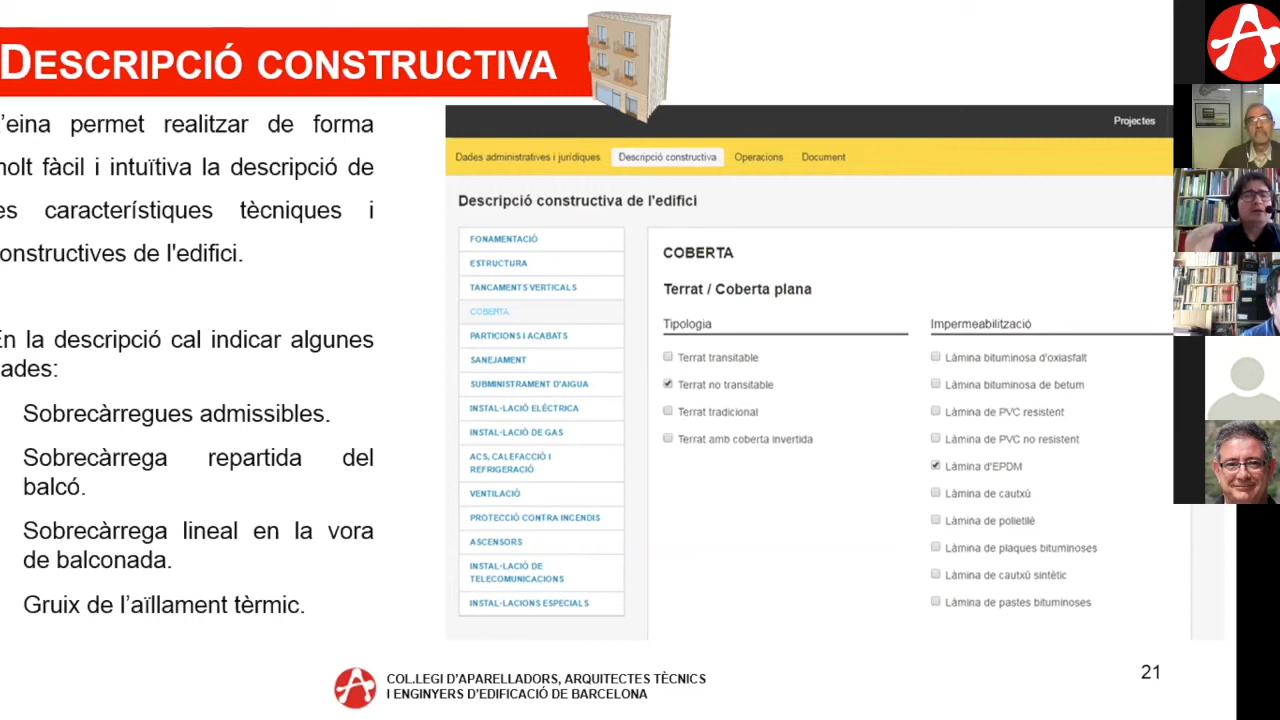 DESCRIPCIÓ CONSTRUCTIVA
L'eina permet realitzar de forma
molt fàcil i intuïtiva la descripció de
es característiques tècniques i
constructives de l'edifici.
En la descripció cal indicar algunes
ades:
Sobrecàrregues admissibles.
Sobrecàrrega repartida del
balcó.
Sobrecàrrega lineal en la vora
de balconada.
Gruix de l’aïllament tèrmic.
Projectes
Dades administratives i jurídiques
Descripció constructiva
Operacions
Document
Descripció constructiva de l'edifici
FONAMENTACIÓ
ESTRUCTURA
TANCAMENTS VERTICALS
COBERTA
PARTICIONS I ACABATS
SANEJAMENT
SUBMINISTRAMENT D'AIGUA
INSTAL·LACIÓ ELÉCTRICA
INSTAL·LACIÓ DE GAS
ACS, CALEFACCIÓ I
REFRIGERACIÓ
VENTILACIÓ
PROTECCIÓ CONTRA INCENDIS
ASCENSORS
INSTAL·LACIÓ DE
TELECOMUNICACIONS
INSTAL·LACIONS ESPECIALS
COBERTA
Terrat / Coberta plana
Tipologia
Terrat transitable
Terrat no transitable
Terrat tradicional
Terrat amb coberta invertida
Impermeabilització
Làmina bituminosa d'oxiasfalt
Làmina bituminosa de betum
Làmina de PVC resistent
Làmina de PVC no resistent
Làmina d'EPDM
Làmina de cautxú
Làmina de polietilè
Làmina de plaques bituminoses
Làmina de cautxú sintètic
Làmina de pastes bituminoses
COL.LEGI D'APARELLADORS, ARQUITECTES TÈCNICS
I ENGINYERS D'EDIFICACIÓ DE BARCELONA
21